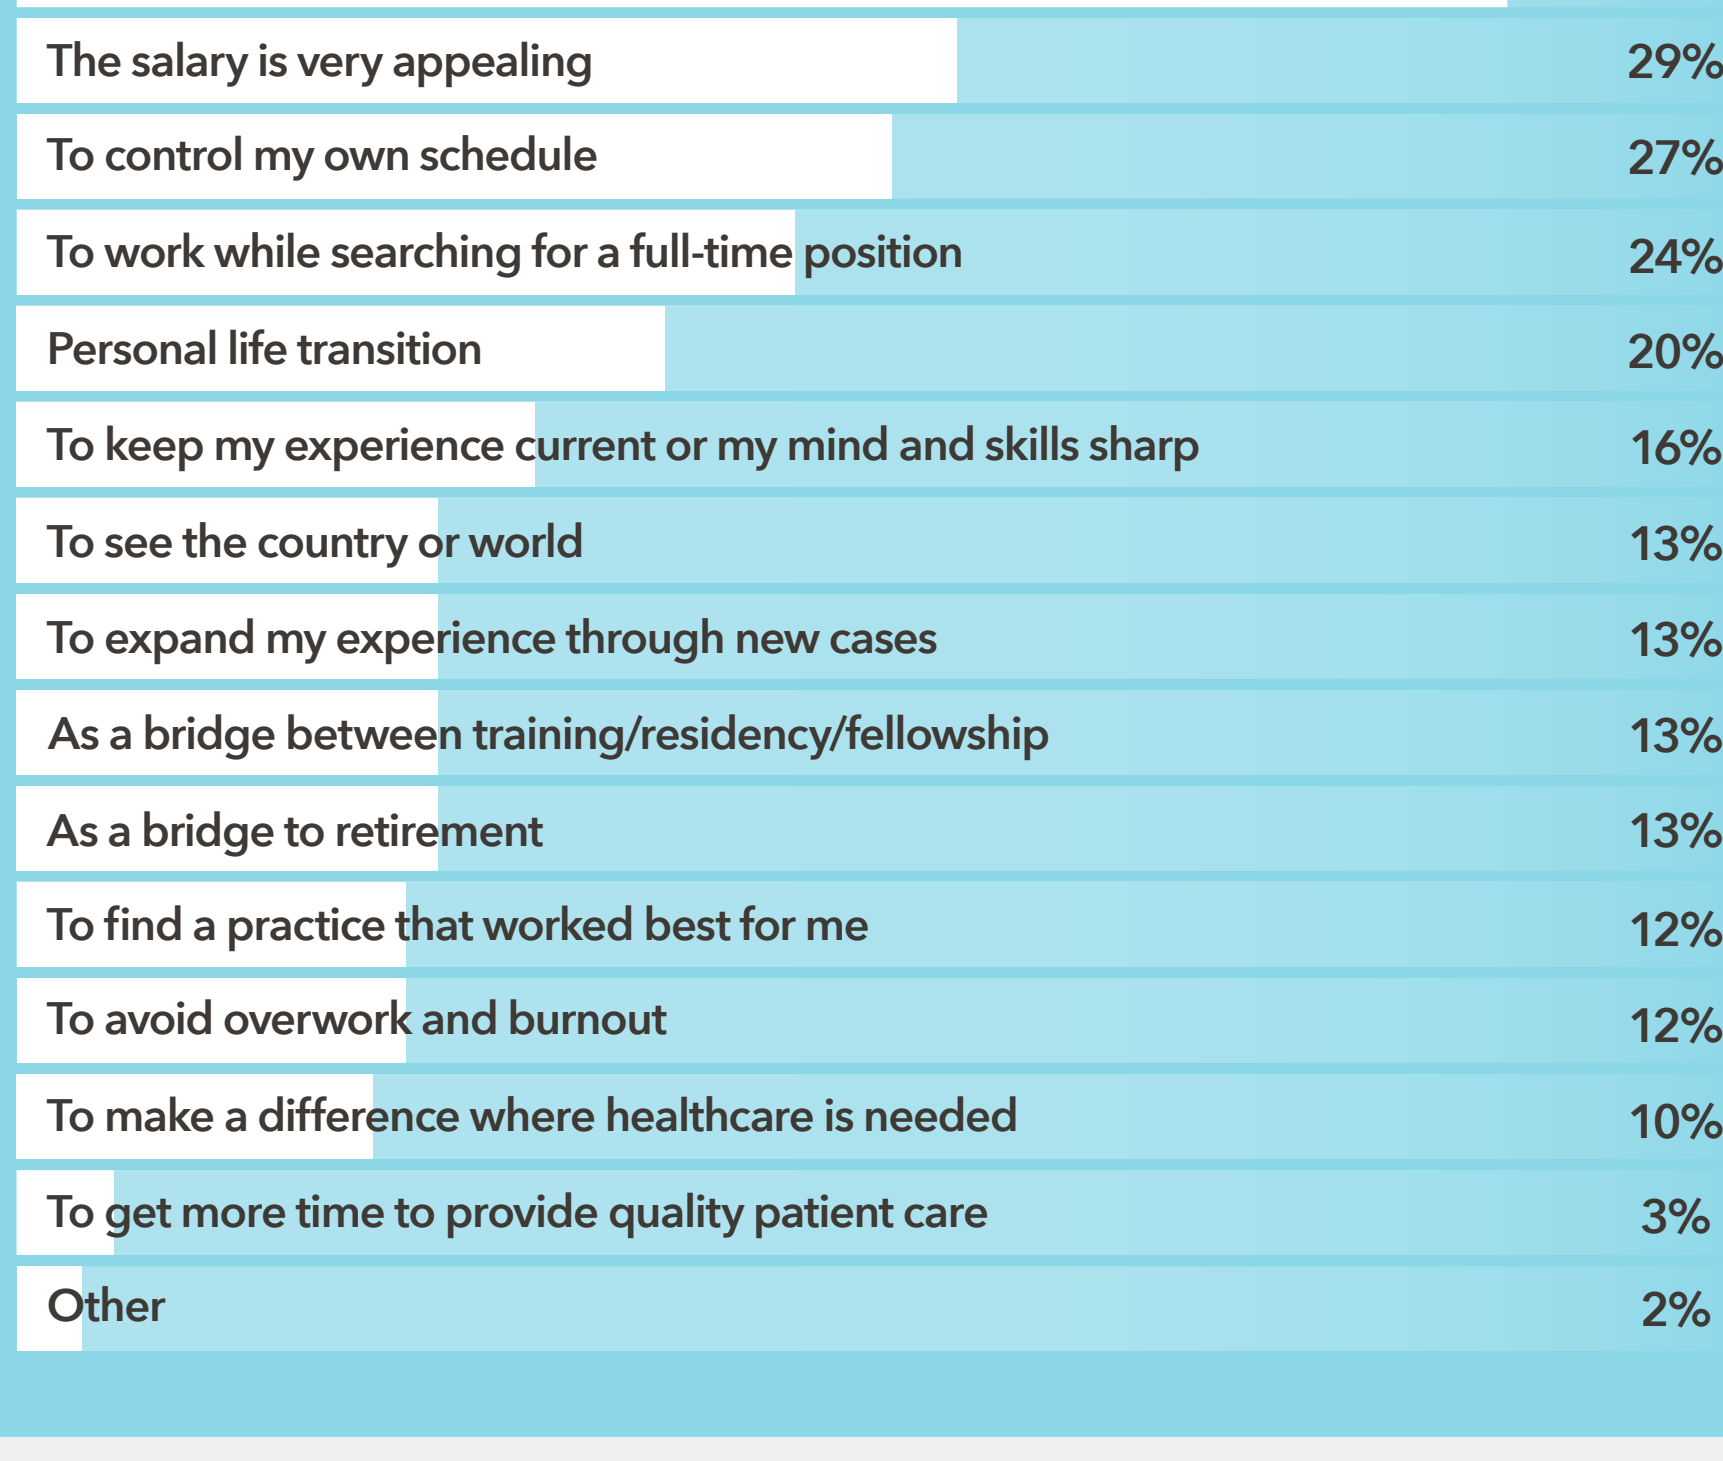 The salary is very appealing 29%
To control my own schedule 27%
To work while searching for a full-time position 24%
Personal life transition 20%
To keep my experience current or my mind and skills sharp 16%
To see the country or world 13%
To expand my experience through new cases 13%
As a bridge between training/residency/fellowship 13%
As a bridge to retirement 13%
To find a practice that worked best for me 12%
To avoid overwork and burnout 12%
To make a difference where healthcare is needed 10%
To get more time to provide quality patient care 3%
Other 2%